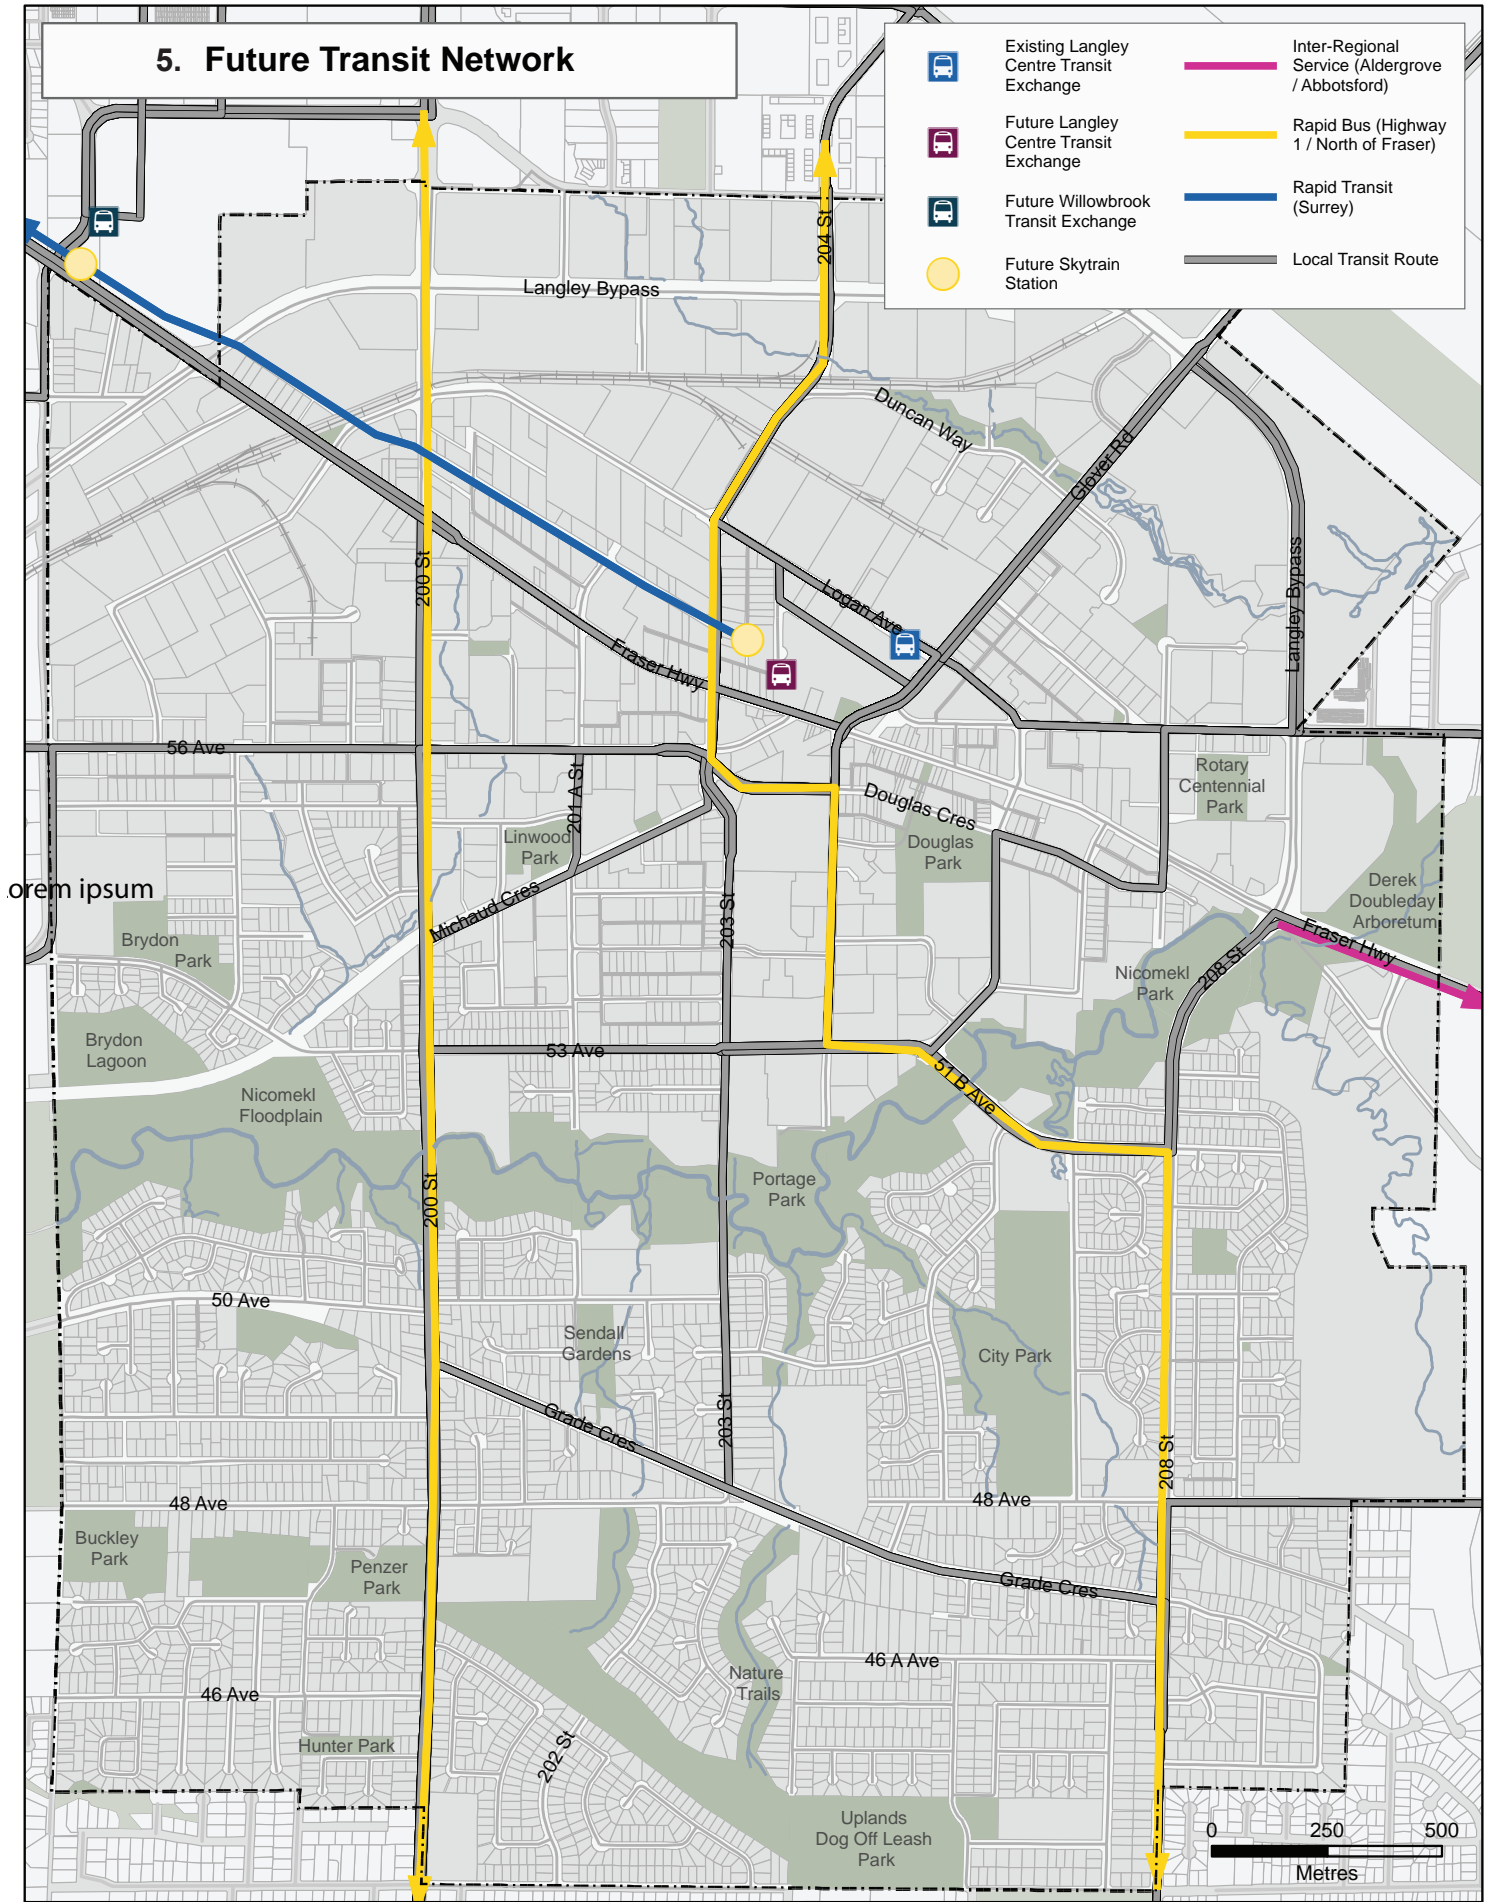 5. Future Transit Network
Existing Langley
Centre Transit
Exchange
Future Langley
Centre Transit
Exchange
Future Willowbrook
Transit Exchange
Future Skytrain
Station
Inter-Regional
Service (Aldergrove
/ Abbotsford)
Rapid Bus (Highway
1 / North of Fraser)
Rapid Transit
(Surrey)
Local Transit Route
204 St
Langley Bypass
Duncan Way
Glover Rd
200 St
Logan Ave
Langley Bypass
Fraser Hwy
56 Ave
201 A St
Rotary
Centennial
Park
Douglas Cres
Linwood
Park
Douglas
Park
orem ipsum
Derek
Doubleday
Arboretum
Michaud Cres
203 St
Brydon
Park
Fraser Hwy
208 St
Nicomekl
Park
Brydon
Lagoon
53 Ave
51 B Ave
Nicomekl
Floodplain
200 St
Portage
Park
50 Ave
Sendall
Gardens
City Park
Grade Cres
203 St
208 St
48 Ave
48 Ave
Buckley
Park
Penzer
Park
Grade Cres
46 A Ave
Nature
Trails
46 Ave
Hunter Park
202 St
Uplands
Dog Off Leash
Park
0 250 500
Metres